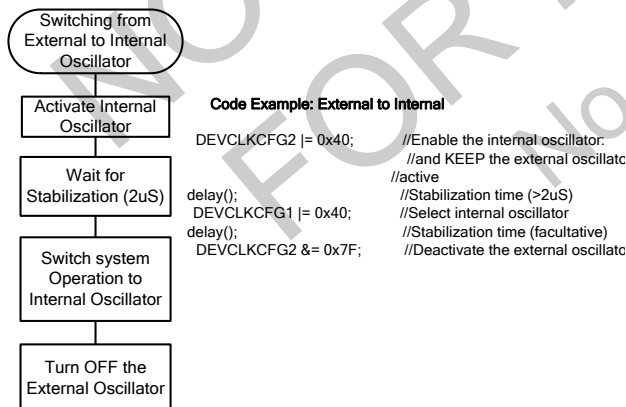 Switching from
External to Internal
Oscillator
Activate Internal
Oscillator
Wait for
Stabilization (2uS)
Switch system
Operation to
Internal Oscillator
Turn OFF the
External Oscillator
Code Example: External to Internal
DEVCLKCFG2 |= 0x40; //Enable the internal oscillator:
//and KEEP the external oscillato
//active
delay(); //Stabilization time (>2uS)
DEVCLKCFG1 |= 0x40; //Select internal oscillator
delay(); //Stabilization time (facultative)
DEVCLKCFG2 &= 0x7F; //Deactivate the external oscillato
NO
FOR
No